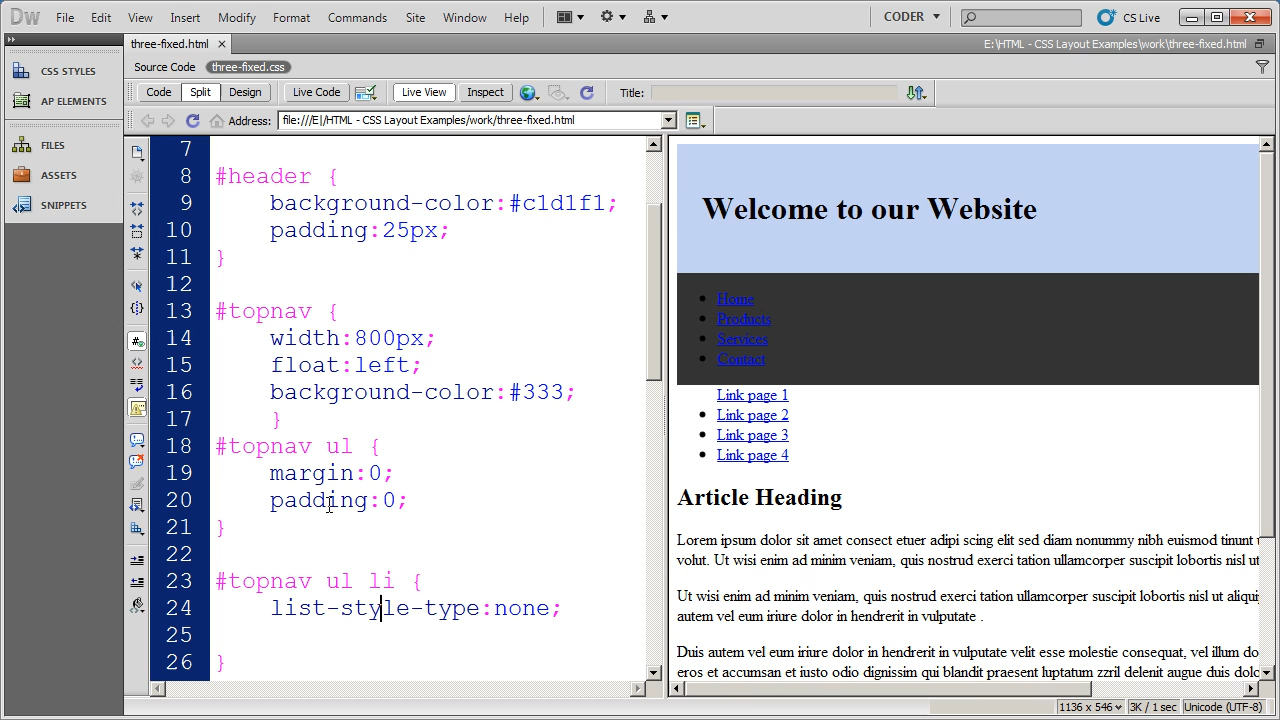 Dw File Edit View Insert Modify Format Commands Site Window Help CODER CS Live
three-fixed.html E:\HTML - CSS Layout Examples\work\three-fixed.html
Source Code three-fixed.css
Code Split Design Live Code Live View Inspect Title:
Address: file:///E|/HTML - CSS Layout Examples/work/three-fixed.html
CSS STYLES
AP ELEMENTS
FILES
ASSETS
SNIPPETS
7
8 #header {
9 background-color:#c1d1f1;
10 padding:25px;
11 }
12
13 #topnav {
14 width:800px;
15 float:left;
16 background-color:#333;
17 }
18 #topnav ul {
19 margin:0;
20 padding:0;
21 }
22
23 #topnav ul li {
24 list-style-type:none;
25
26 }
Welcome to our Website
Home
Products
Services
Contact
Link page 1
Link page 2
Link page 3
Link page 4
Article Heading
Lorem ipsum dolor sit amet consect etuer adipi scing elit sed diam nonummy nibh euismod tinunt
volut. Ut wisi enim ad minim veniam, quis nostrud exerci tation ullamcorper suscipit lobortis nisl ut
Ut wisi enim ad minim veniam, quis nostrud exerci tation ullamcorper suscipit lobortis nisl ut
autem vel eum iriure dolor in hendrerit in vulputate .
Duis autem vel eum iriure dolor in hendrerit in vulputate velit esse molestie consequat, vel illum do
eros et accumsan et iusto odio dignissim qui blandit praesent luptatum zzril delenit augue duis dolo
1136 x 546 3K / 1 sec Unicode (UTF-8)